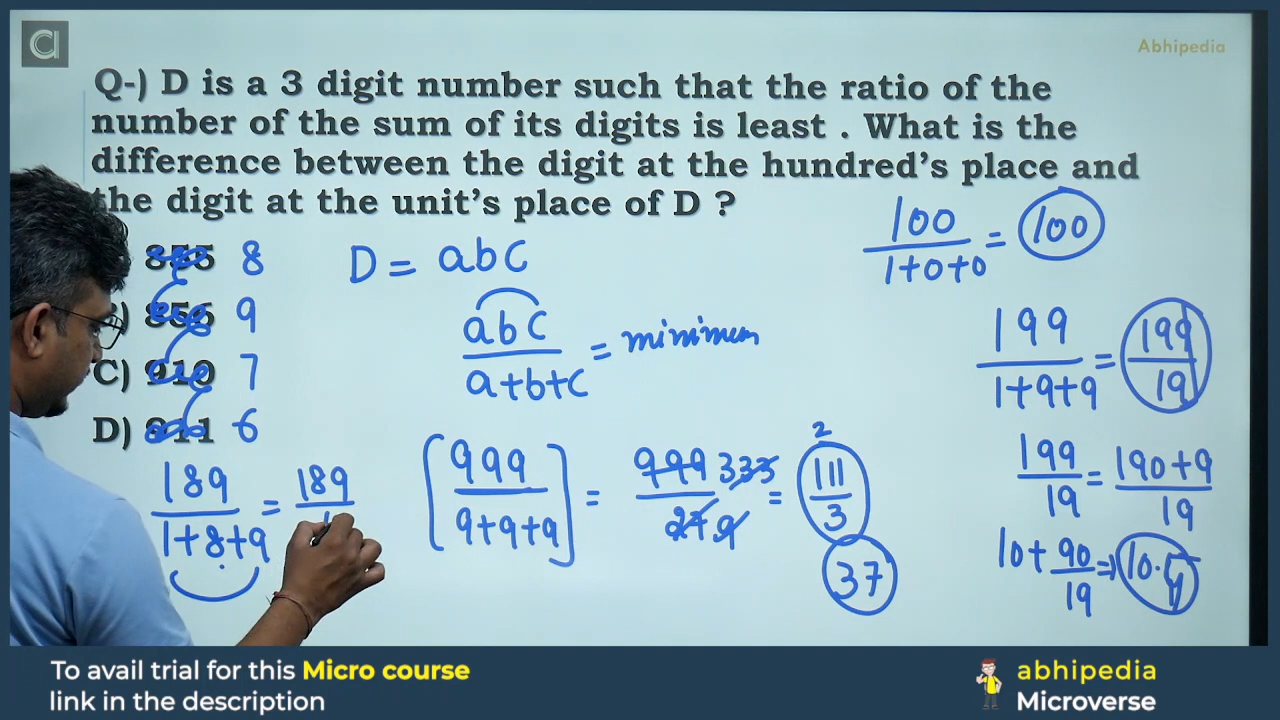 Abhipedia
Q-) D is a 3 digit number such that the ratio of the
number of the sum of its digits is least . What is the
difference between the digit at the hundred’s place and
the digit at the unit’s place of D ?
8
9
C) 7
D) 6
D = abc
abc
a+b+c
= minimum
100
1+0+0
= 100
199
1+9+9
= 199
19
199
19
= 190+9
19
10+ 90
19
189
1+8+9
= 189
999
9+9+9
= 999 333
27 9
= 111
3
37
To avail trial for this Micro course
link in the description
abhipedia
Microverse